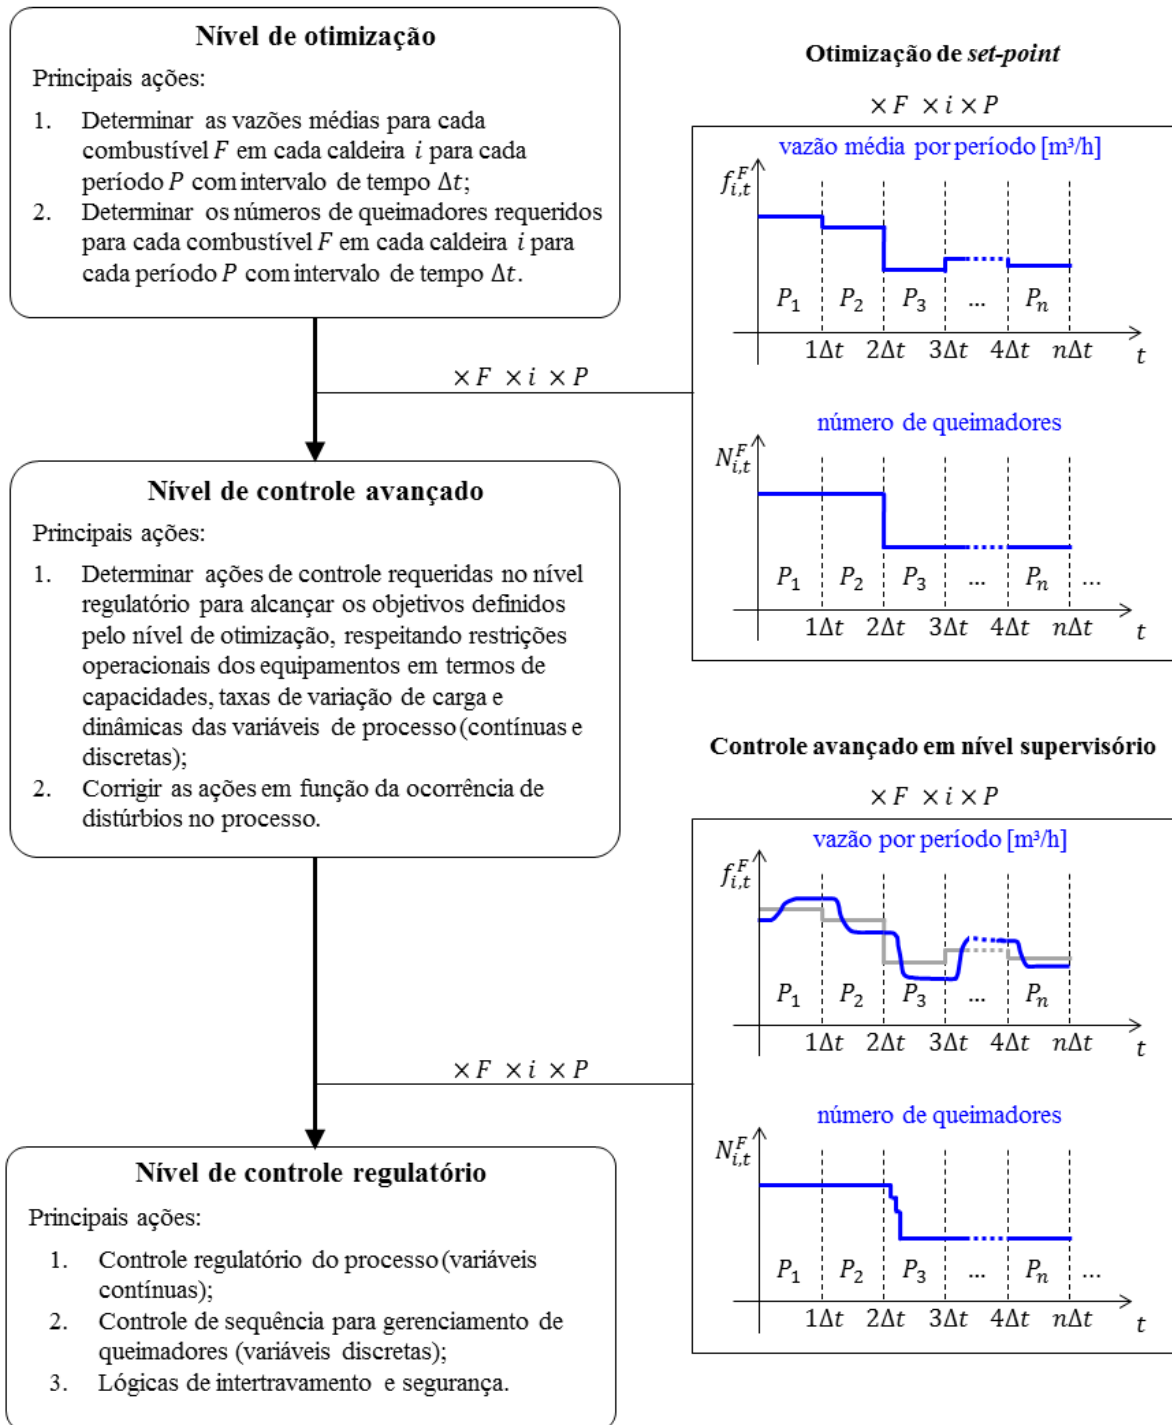 Nível de otimização
Principais ações:
1. Determinar as vazões médias para cada
combustível F em cada caldeira i para cada
período P com intervalo de tempo Δt;
2. Determinar os números de queimadores requeridos
para cada combustível F em cada caldeira i para
cada período P com intervalo de tempo Δt.
× F × i × P
Otimização de set-point
× F × i × P
vazão média por período [m³/h]
f_{i,t}^F
P₁ P₂ P₃ ... Pₙ
1Δt 2Δt 3Δt 4Δt nΔt t
número de queimadores
N_{i,t}^F
P₁ P₂ P₃ ... Pₙ ...
1Δt 2Δt 3Δt 4Δt nΔt t
Nível de controle avançado
Principais ações:
1. Determinar ações de controle requeridas no nível
regulatório para alcançar os objetivos definidos
pelo nível de otimização, respeitando restrições
operacionais dos equipamentos em termos de
capacidades, taxas de variação de carga e
dinâmicas das variáveis de processo (contínuas e
discretas);
2. Corrigir as ações em função da ocorrência de
distúrbios no processo.
× F × i × P
Controle avançado em nível supervisório
× F × i × P
vazão por período [m³/h]
f_{i,t}^F
P₁ P₂ P₃ ... Pₙ
1Δt 2Δt 3Δt 4Δt nΔt t
número de queimadores
N_{i,t}^F
P₁ P₂ P₃ ... Pₙ ...
1Δt 2Δt 3Δt 4Δt nΔt t
Nível de controle regulatório
Principais ações:
1. Controle regulatório do processo (variáveis
contínuas);
2. Controle de sequência para gerenciamento de
queimadores (variáveis discretas);
3. Lógicas de intertravamento e segurança.